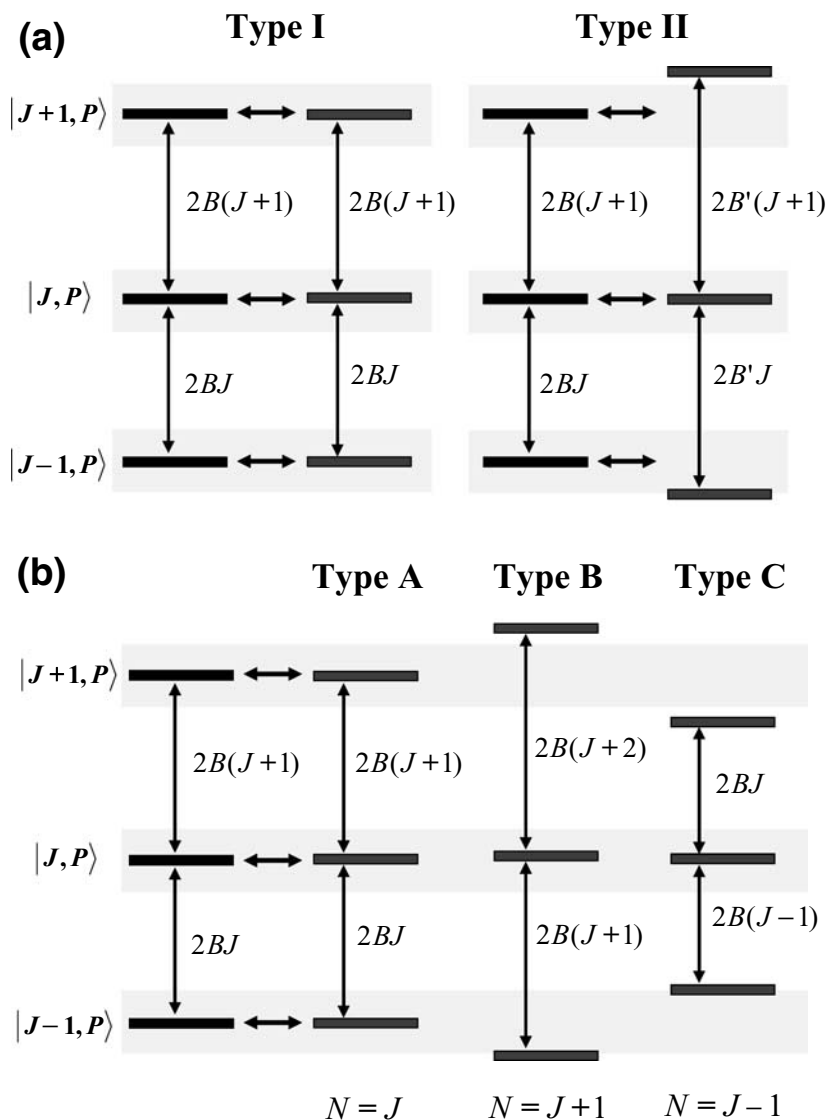 (a) Type I Type II
|J+1,P⟩
2B(J+1) 2B(J+1) 2B(J+1) 2B'(J+1)
|J,P⟩
2BJ 2BJ 2BJ 2B'J
|J−1,P⟩
(b) Type A Type B Type C
|J+1,P⟩
2B(J+1) 2B(J+1) 2B(J+2) 2BJ
|J,P⟩
2BJ 2BJ 2B(J+1) 2B(J−1)
|J−1,P⟩
N = J N = J+1 N = J−1